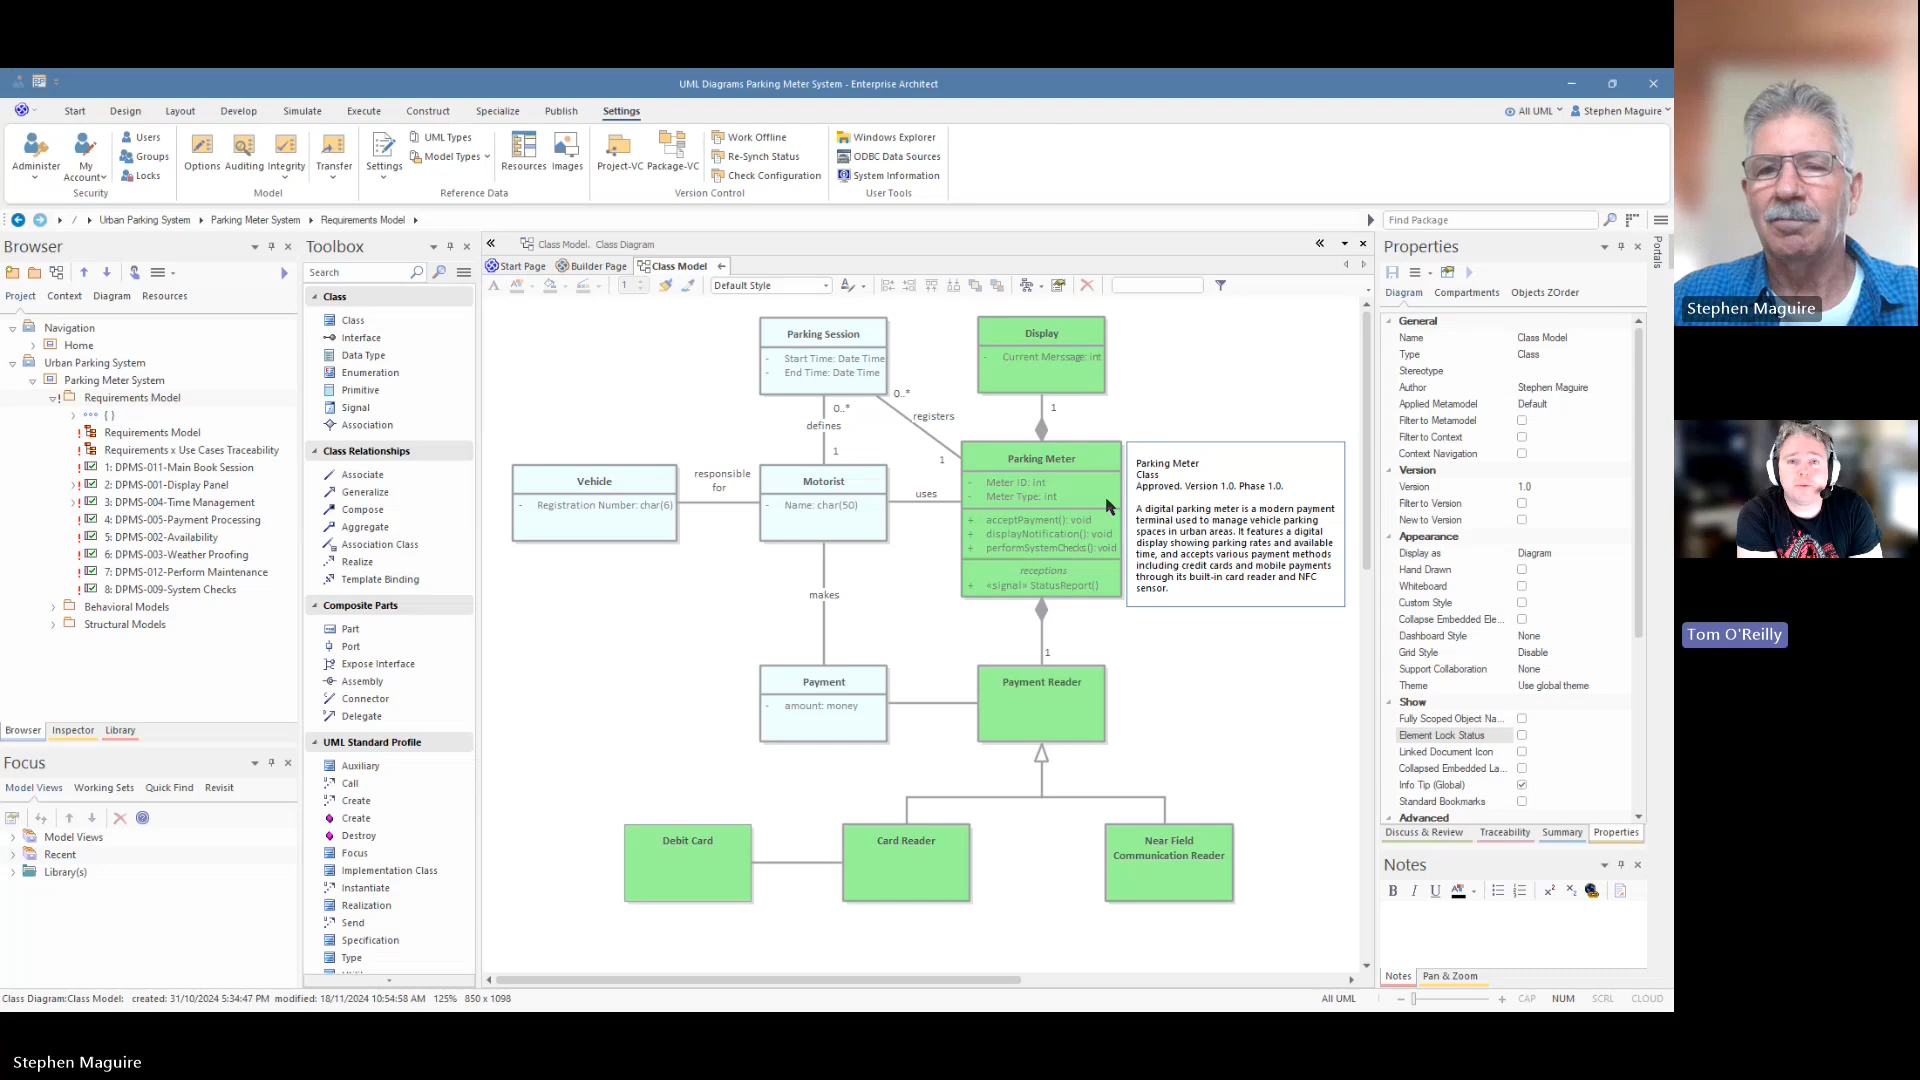 UML Diagrams Parking Meter System - Enterprise Architect
Start Design Layout Develop Simulate Execute Construct Specialize Publish Settings
All UML Stephen Maguire
Administer My Account Users Groups Locks
Security
Options Auditing Integrity Transfer
Model
Settings UML Types Model Types Resources Images
Reference Data
Project-VC Package-VC Work Offline Re-Synch Status Check Configuration
Version Control
Windows Explorer ODBC Data Sources System Information
User Tools
/ Urban Parking System Parking Meter System Requirements Model
Find Package
Portals
Browser
Project Context Diagram Resources
Navigation
Home
Urban Parking System
Parking Meter System
Requirements Model
{ }
Requirements Model
Requirements x Use Cases Traceability
1: DPMS-011-Main Book Session
2: DPMS-001-Display Panel
3: DPMS-004-Time Management
4: DPMS-005-Payment Processing
5: DPMS-002-Availability
6: DPMS-003-Weather Proofing
7: DPMS-012-Perform Maintenance
8: DPMS-009-System Checks
Behavioral Models
Structural Models
Browser Inspector Library
Focus
Model Views Working Sets Quick Find Revisit
Model Views
Recent
Library(s)
Toolbox
Search
Class
Class
Interface
Data Type
Enumeration
Primitive
Signal
Association
Class Relationships
Associate
Generalize
Compose
Aggregate
Association Class
Realize
Template Binding
Composite Parts
Part
Port
Expose Interface
Assembly
Connector
Delegate
UML Standard Profile
Auxiliary
Call
Create
Create
Destroy
Focus
Implementation Class
Instantiate
Realization
Send
Specification
Type
Class Model. Class Diagram
Start Page Builder Page Class Model
1 Default Style
Parking Session
- Start Time: Date Time
- End Time: Date Time
Display
- Current Merssage: int
0..*
registers
1
0..*
defines
1
1
Vehicle
- Registration Number: char(6)
responsible
for
Motorist
- Name: char(50)
uses
Parking Meter
- Meter ID: int
- Meter Type: int
+ acceptPayment(): void
+ displayNotification(): void
+ performSystemChecks(): void
receptions
+ «signal» StatusReport()
Parking Meter
Class
Approved. Version 1.0. Phase 1.0.
A digital parking meter is a modern payment
terminal used to manage vehicle parking
spaces in urban areas. It features a digital
display showing parking rates and available
time, and accepts various payment methods
including credit cards and mobile payments
through its built-in card reader and NFC
sensor.
makes
1
Payment
- amount: money
Payment Reader
Debit Card
Card Reader
Near Field
Communication Reader
Properties
Diagram Compartments Objects ZOrder
General
Name Class Model
Type Class
Stereotype
Author Stephen Maguire
Applied Metamodel Default
Filter to Metamodel
Filter to Context
Context Navigation
Version
Version 1.0
Filter to Version
New to Version
Appearance
Display as Diagram
Hand Drawn
Whiteboard
Custom Style
Collapse Embedded Ele...
Dashboard Style None
Grid Style Disable
Support Collaboration None
Theme Use global theme
Show
Fully Scoped Object Na...
Element Lock Status
Linked Document Icon
Collapsed Embedded La...
Info Tip (Global)
Standard Bookmarks
Advanced
Discuss & Review Traceability Summary Properties
Notes
B I U
Notes Pan & Zoom
Class Diagram:Class Model: created: 31/10/2024 5:34:47 PM modified: 18/11/2024 10:54:58 AM 125% 850 x 1098
All UML CAP NUM SCRL CLOUD
Stephen Maguire
Tom O'Reilly
Stephen Maguire